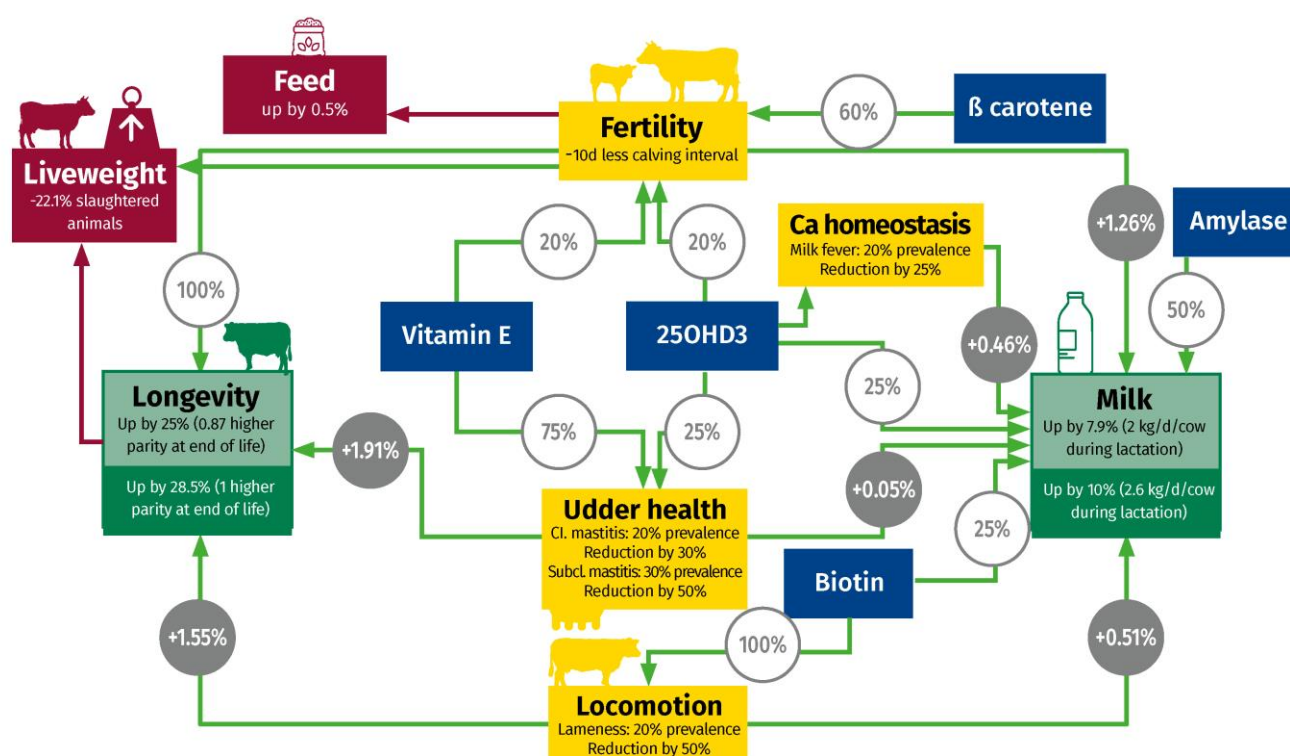 Feed
up by 0.5%
Fertility
-10d less calving interval
60%
ß carotene
Liveweight
-22.1% slaughtered
animals
20%
20%
Ca homeostasis
Milk fever: 20% prevalence
Reduction by 25%
+1.26%
Amylase
100%
Vitamin E
25OHD3
50%
+0.46%
Longevity
Up by 25% (0.87 higher
parity at end of life)
Up by 28.5% (1 higher
parity at end of life)
25%
Milk
Up by 7.9% (2 kg/d/cow
during lactation)
Up by 10% (2.6 kg/d/cow
during lactation)
75%
25%
+1.91%
+0.05%
Udder health
Cl. mastitis: 20% prevalence
Reduction by 30%
Subcl. mastitis: 30% prevalence
Reduction by 50%
25%
Biotin
+1.55%
100%
+0.51%
Locomotion
Lameness: 20% prevalence
Reduction by 50%